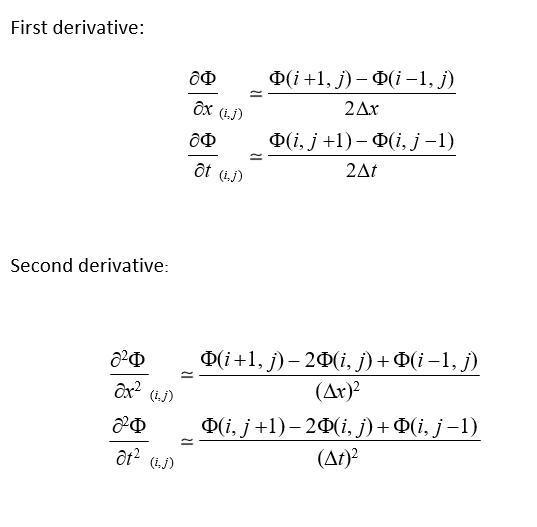 First derivative:
∂Φ/∂x (i,j) ≃ Φ(i+1, j) − Φ(i−1, j) / 2Δx
∂Φ/∂t (i,j) ≃ Φ(i, j+1) − Φ(i, j−1) / 2Δt
Second derivative:
∂²Φ/∂x² (i,j) ≃ Φ(i+1, j) − 2Φ(i, j) + Φ(i−1, j) / (Δx)²
∂²Φ/∂t² (i,j) ≃ Φ(i, j+1) − 2Φ(i, j) + Φ(i, j−1) / (Δt)²